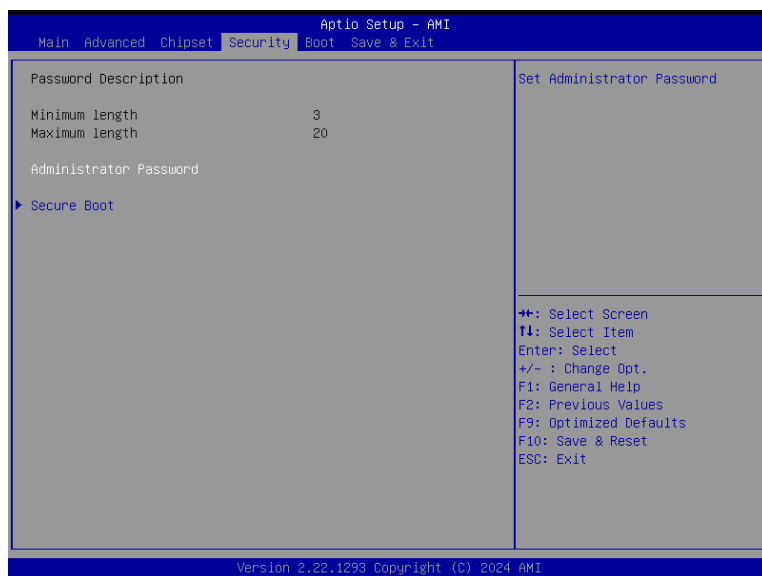 Aptio Setup – AMI
Main Advanced Chipset Security Boot Save & Exit
Password Description
Minimum length 3
Maximum length 20
Administrator Password
Secure Boot
Set Administrator Password
→←: Select Screen
↑↓: Select Item
Enter: Select
+/- : Change Opt.
F1: General Help
F2: Previous Values
F9: Optimized Defaults
F10: Save & Reset
ESC: Exit
Version 2.22.1293 Copyright (C) 2024 AMI